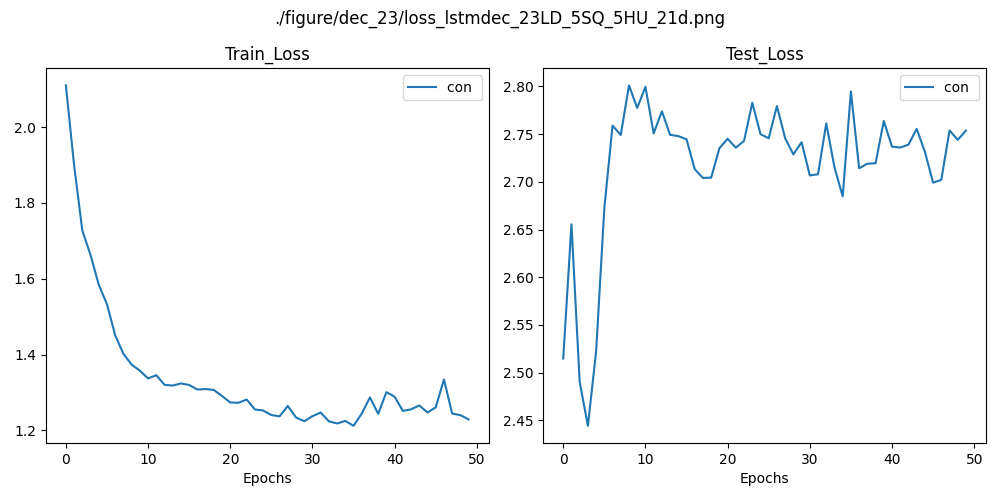 ./figure/dec_23/loss_lstmdec_23LD_5SQ_5HU_21d.png
Train_Loss
con
2.0
1.8
1.6
1.4
1.2
0 10 20 30 40 50
Epochs
Test_Loss
con
2.80
2.75
2.70
2.65
2.60
2.55
2.50
2.45
0 10 20 30 40 50
Epochs